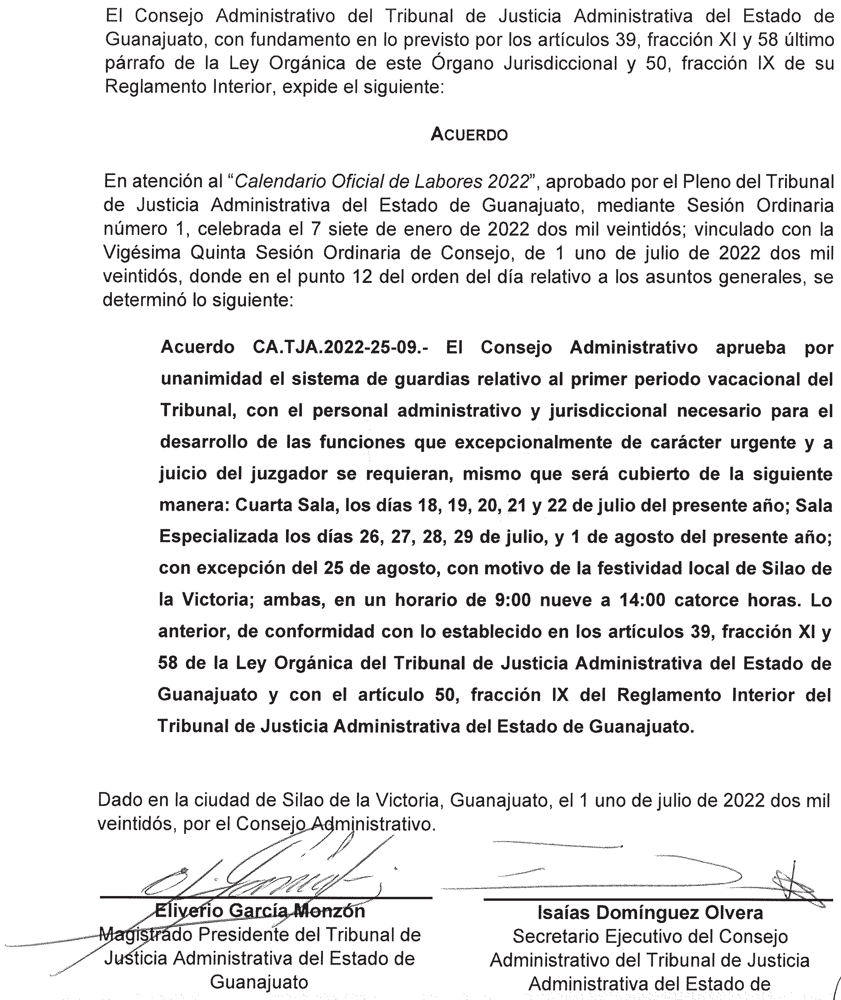 El Consejo Administrativo del Tribunal de Justicia Administrativa del Estado de
Guanajuato, con fundamento en lo previsto por los artículos 39, fracción XI y 58 último
párrafo de la Ley Orgánica de este Órgano Jurisdiccional y 50, fracción IX de su
Reglamento Interior, expide el siguiente:
ACUERDO
En atención al “Calendario Oficial de Labores 2022”, aprobado por el Pleno del Tribunal
de Justicia Administrativa del Estado de Guanajuato, mediante Sesión Ordinaria
número 1, celebrada el 7 siete de enero de 2022 dos mil veintidós; vinculado con la
Vigésima Quinta Sesión Ordinaria de Consejo, de 1 uno de julio de 2022 dos mil
veintidós, donde en el punto 12 del orden del día relativo a los asuntos generales, se
determinó lo siguiente:
Acuerdo CA.TJA.2022-25-09.- El Consejo Administrativo aprueba por
unanimidad el sistema de guardias relativo al primer periodo vacacional del
Tribunal, con el personal administrativo y jurisdiccional necesario para el
desarrollo de las funciones que excepcionalmente de carácter urgente y a
juicio del juzgador se requieran, mismo que será cubierto de la siguiente
manera: Cuarta Sala, los días 18, 19, 20, 21 y 22 de julio del presente año; Sala
Especializada los días 26, 27, 28, 29 de julio, y 1 de agosto del presente año;
con excepción del 25 de agosto, con motivo de la festividad local de Silao de
la Victoria; ambas, en un horario de 9:00 nueve a 14:00 catorce horas. Lo
anterior, de conformidad con lo establecido en los artículos 39, fracción XI y
58 de la Ley Orgánica del Tribunal de Justicia Administrativa del Estado de
Guanajuato y con el artículo 50, fracción IX del Reglamento Interior del
Tribunal de Justicia Administrativa del Estado de Guanajuato.
Dado en la ciudad de Silao de la Victoria, Guanajuato, el 1 uno de julio de 2022 dos mil
veintidós, por el Consejo Administrativo.
Eliverio García Monzón
Magistrado Presidente del Tribunal de
Justicia Administrativa del Estado de
Guanajuato
Isaías Domínguez Olvera
Secretario Ejecutivo del Consejo
Administrativo del Tribunal de Justicia
Administrativa del Estado de